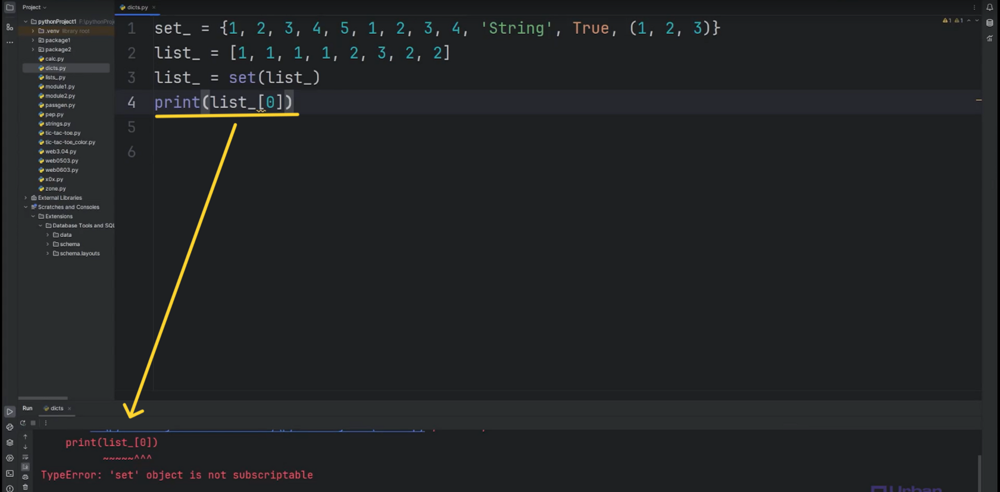 Project
dicts.py
pythonProject1 F:\pythonProj
.venv library root
package1
package2
calc.py
dicts.py
lists_.py
module1.py
module2.py
passgen.py
pep.py
strings.py
tic-tac-toe.py
tic-tac-toe_color.py
web3.04.py
web0503.py
web0603.py
x0x.py
zone.py
External Libraries
Scratches and Consoles
Extensions
Database Tools and SQL
data
schema
schema.layouts
1 set_ = {1, 2, 3, 4, 5, 1, 2, 3, 4, 'String', True, (1, 2, 3)}
2 list_ = [1, 1, 1, 1, 2, 3, 2, 2]
3 list_ = set(list_)
4 print(list_[0])
5
6
1 1
Run dicts
print(list_[0])
~~~~~^^^
TypeError: 'set' object is not subscriptable
Urban